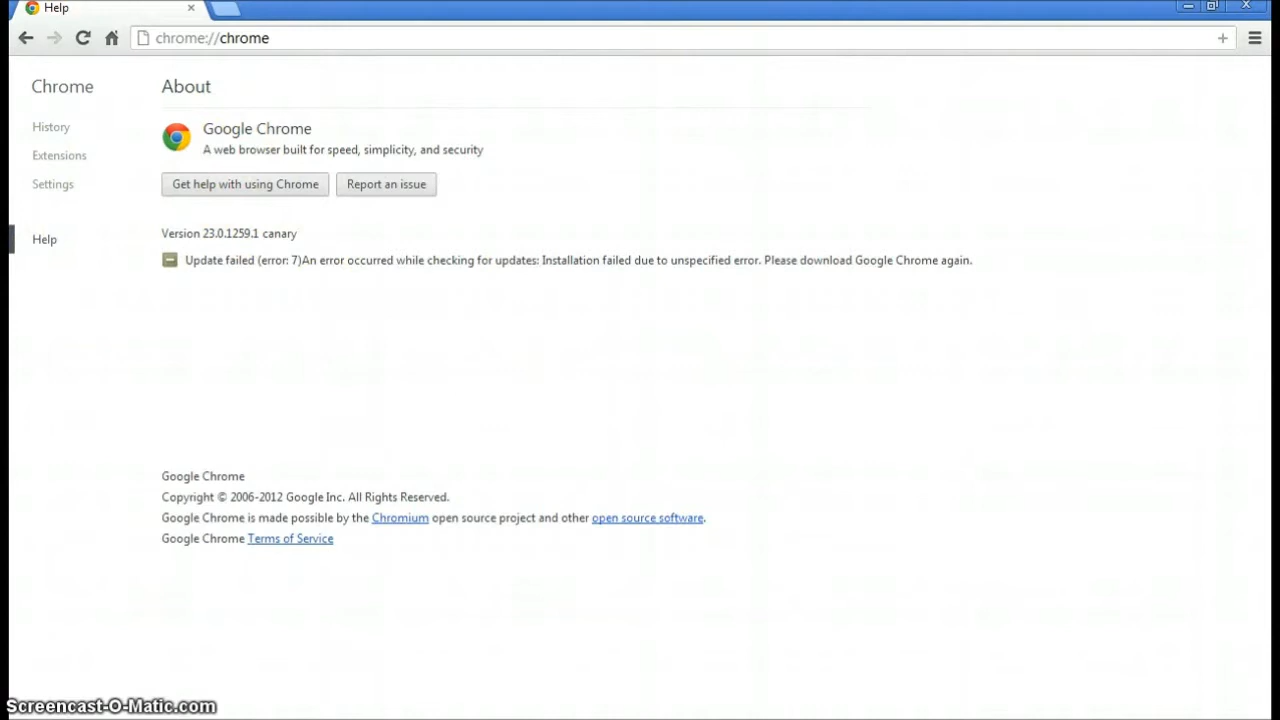 Help
chrome://chrome
Chrome
About
History
Google Chrome
A web browser built for speed, simplicity, and security
Extensions
Settings
Get help with using Chrome
Report an issue
Help
Version 23.0.1259.1 canary
Update failed (error: 7)An error occurred while checking for updates: Installation failed due to unspecified error. Please download Google Chrome again.
Google Chrome
Copyright © 2006-2012 Google Inc. All Rights Reserved.
Google Chrome is made possible by the Chromium open source project and other open source software.
Google Chrome Terms of Service
Screencast-O-Matic.com